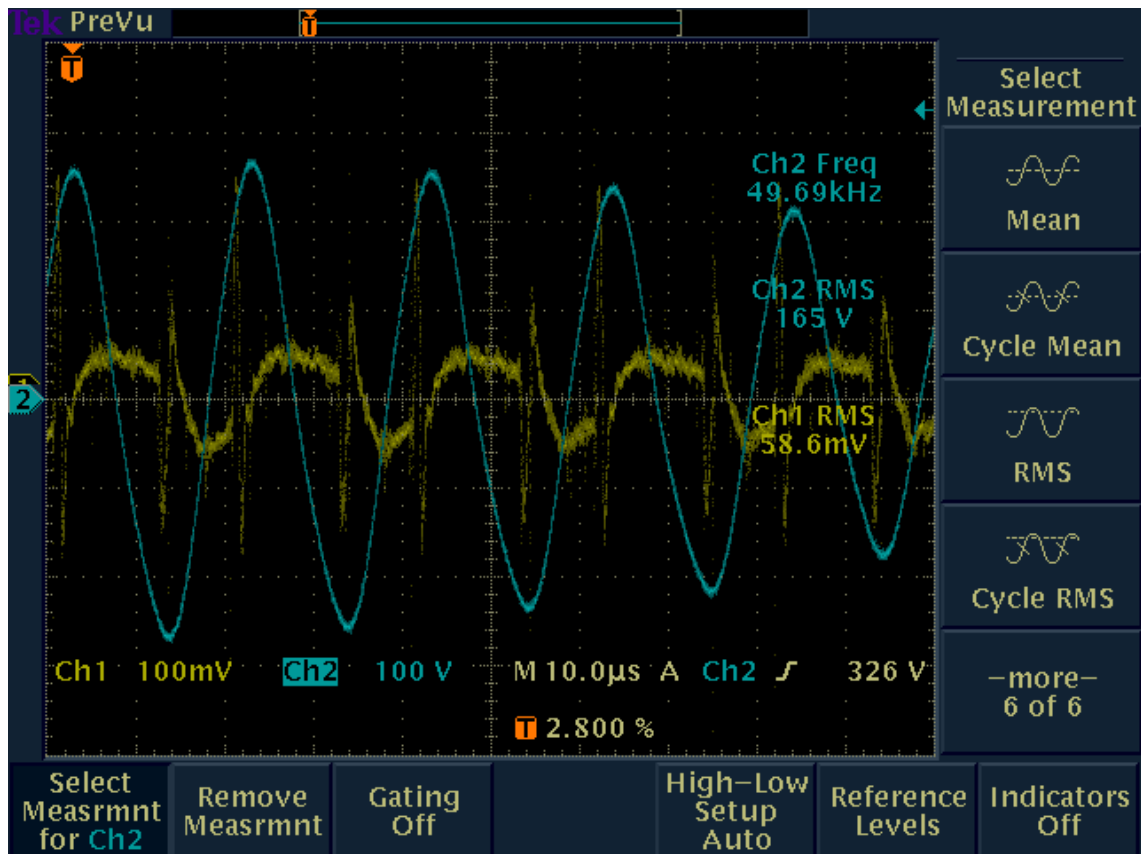 Tek PreVu
T
T
Select
Measurement
Ch2 Freq
49.69kHz
Mean
Ch2 RMS
165 V
Cycle Mean
1
2
Ch1 RMS
58.6mV
RMS
Cycle RMS
Ch1 100mV Ch2 100 V M 10.0µs A Ch2 326 V
T 2.800 %
−more−
6 of 6
Select
Measrmnt
for Ch2
Remove
Measrmnt
Gating
Off
High−Low
Setup
Auto
Reference
Levels
Indicators
Off